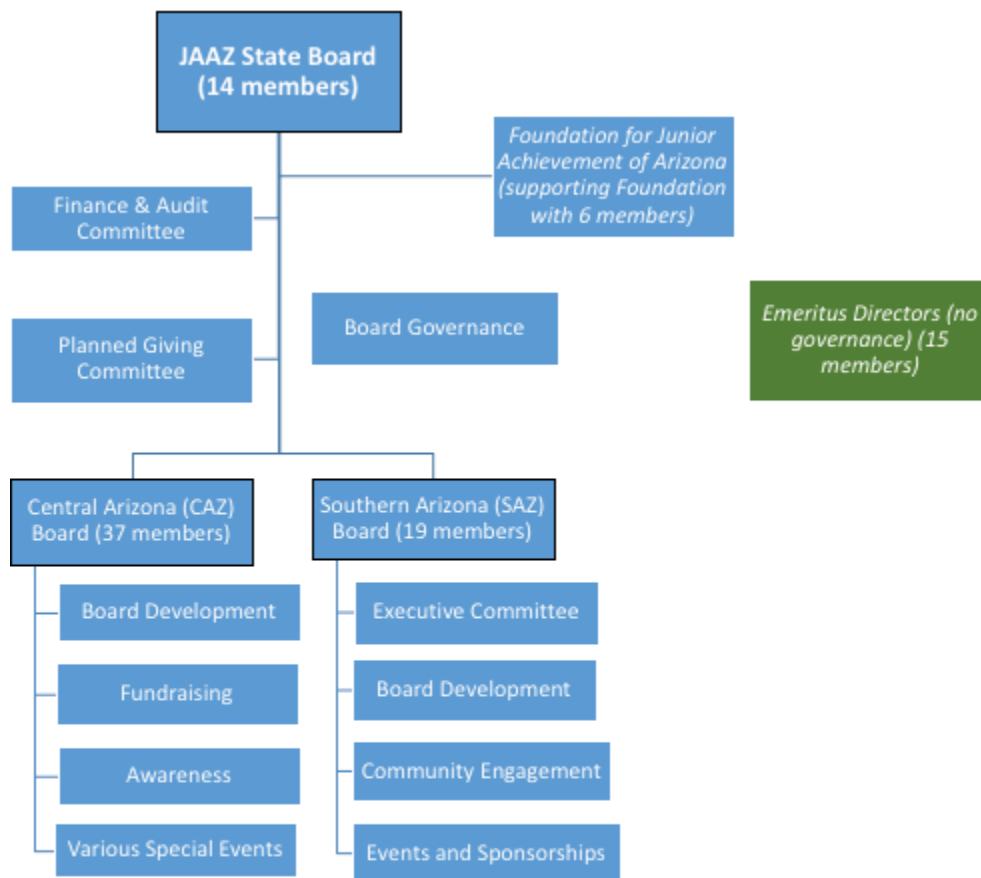 JAAZ State Board
(14 members)
Foundation for Junior
Achievement of Arizona
(supporting Foundation
with 6 members)
Finance & Audit
Committee
Emeritus Directors (no
governance) (15
members)
Board Governance
Planned Giving
Committee
Central Arizona (CAZ)
Board (37 members)
Southern Arizona (SAZ)
Board (19 members)
Board Development
Fundraising
Awareness
Various Special Events
Executive Committee
Board Development
Community Engagement
Events and Sponsorships